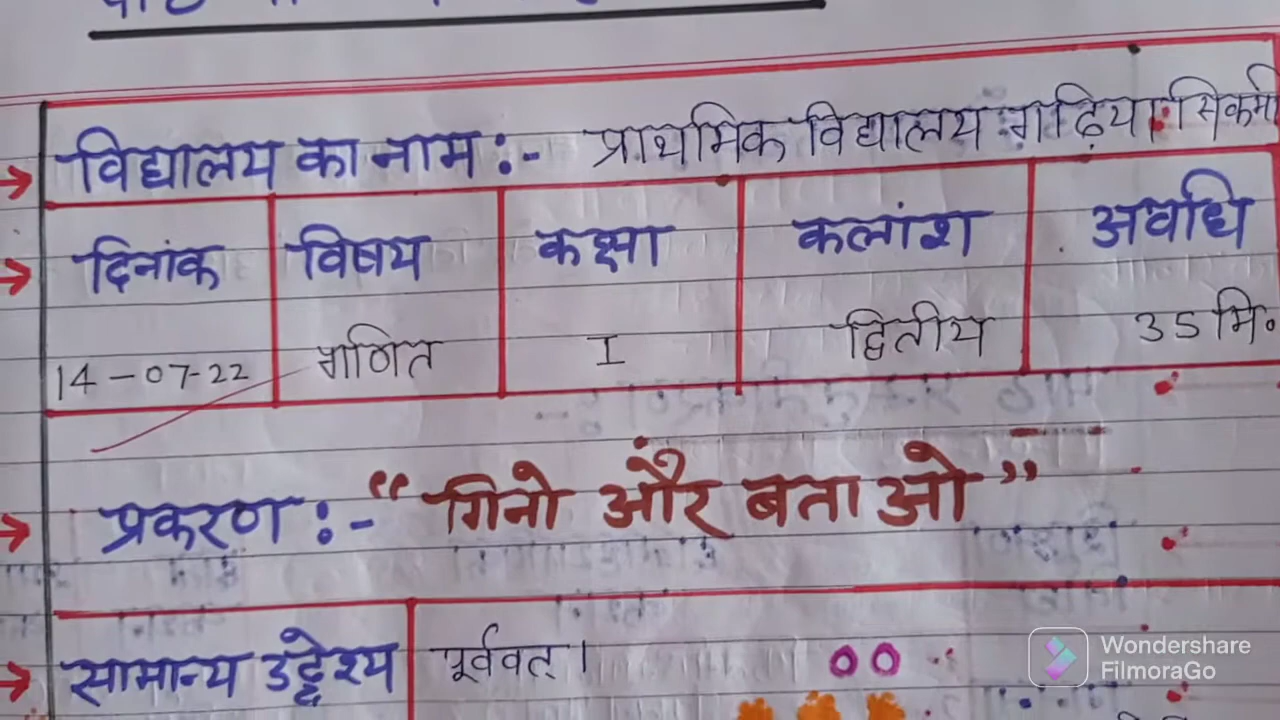 विद्यालय का नाम :- प्राथमिक विद्यालय गढ़िया
दिनांक विषय कक्षा कलांश अवधि
14-07-22 गणित I द्वितीय 35 मि॰
प्रकरण :- “गिनो और बताओ”
सामान्य उद्देश्य पूर्ववत् ।
Wondershare
FilmoraGo